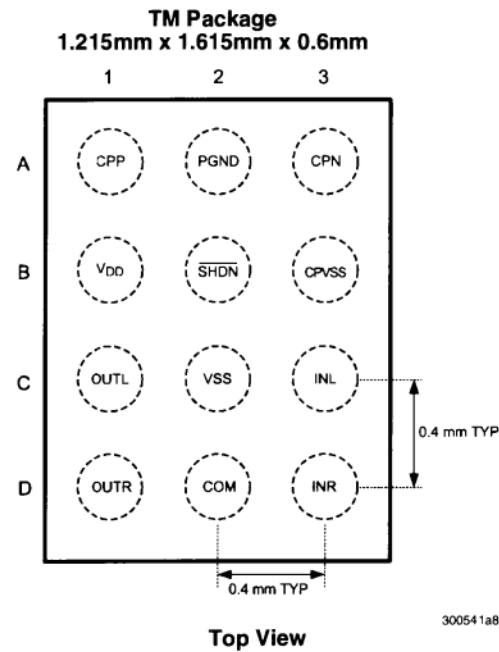 TM Package
1.215mm x 1.615mm x 0.6mm
1 2 3
A CPP PGND CPN
B VDD SHDN CPVSS
C OUTL VSS INL
0.4 mm TYP
D OUTR COM INR
0.4 mm TYP
300541a8
Top View